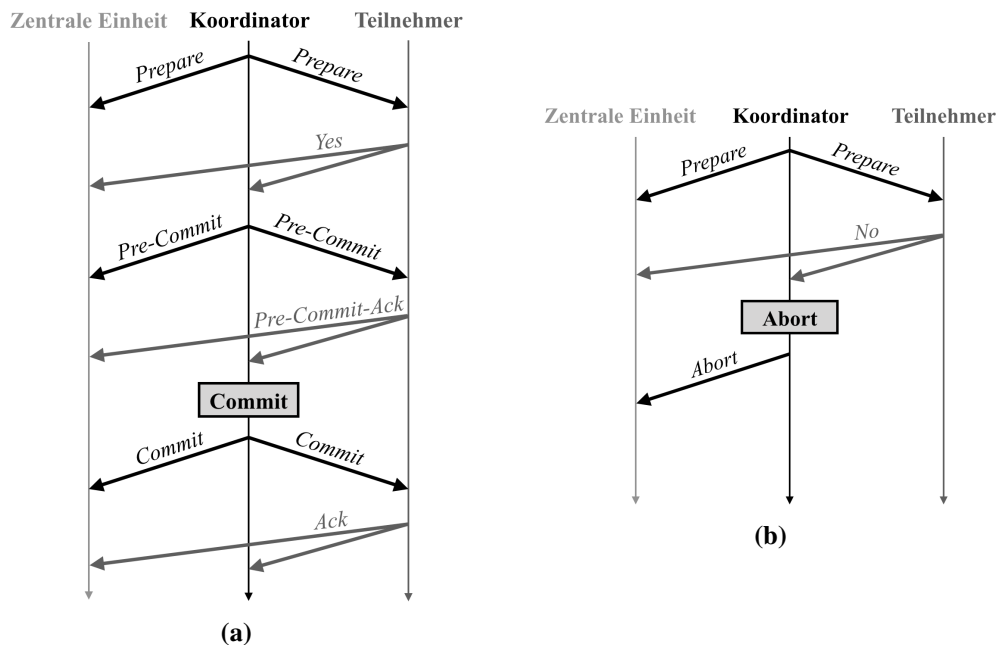 Zentrale Einheit Koordinator Teilnehmer
Prepare Prepare
Yes
Pre-Commit Pre-Commit
Pre-Commit-Ack
Commit
Commit Commit
Ack
(a)
Zentrale Einheit Koordinator Teilnehmer
Prepare Prepare
No
Abort
Abort
(b)